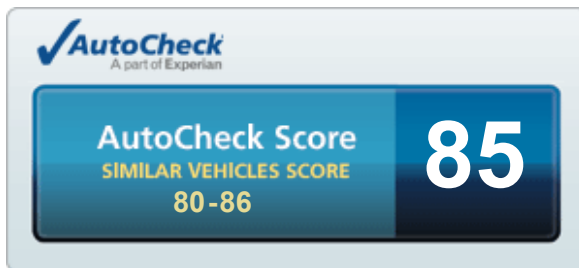 AutoCheck
A part of Experian
AutoCheck Score
SIMILAR VEHICLES SCORE
80-86
85